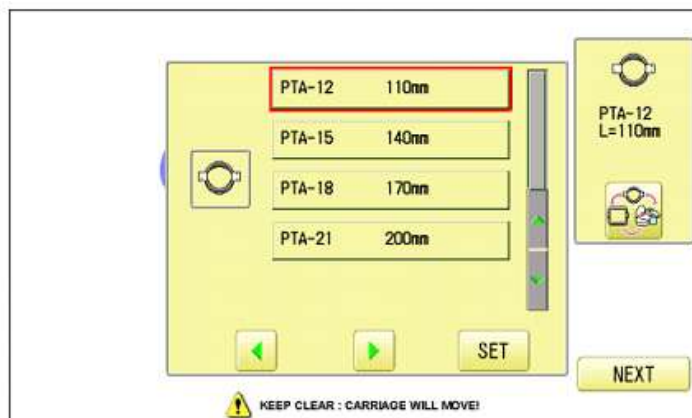 PTA-12 110mm
PTA-15 140mm
PTA-18 170mm
PTA-21 200mm
SET
PTA-12
L=110mm
NEXT
KEEP CLEAR : CARRIAGE WILL MOVE!